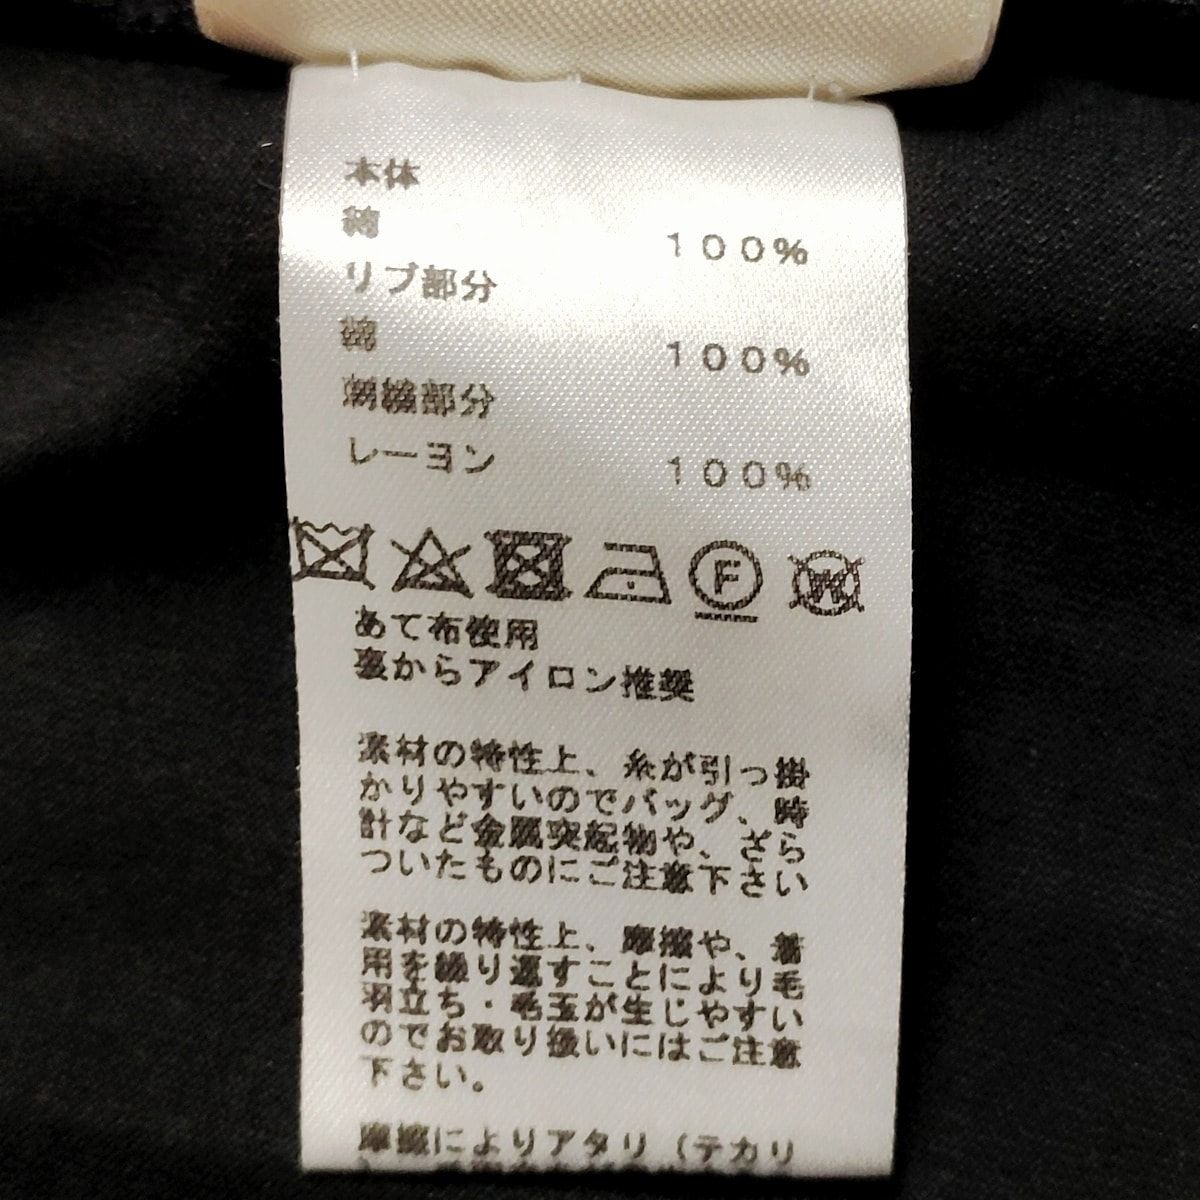 本体
綿 100%
リブ部分
綿 100%
刺繍部分
レーヨン 100%
F
W
あて布使用
裏からアイロン推奨
素材の特性上、糸が引っ掛
かりやすいのでバッグ、時
計など金属突起物や、ざら
ついたものにご注意下さい
素材の特性上、摩擦や、着
用を繰り返すことにより毛
羽立ち・毛玉が生じやすい
のでお取り扱いにはご注意
下さい。
摩擦によりアタリ（テカリ